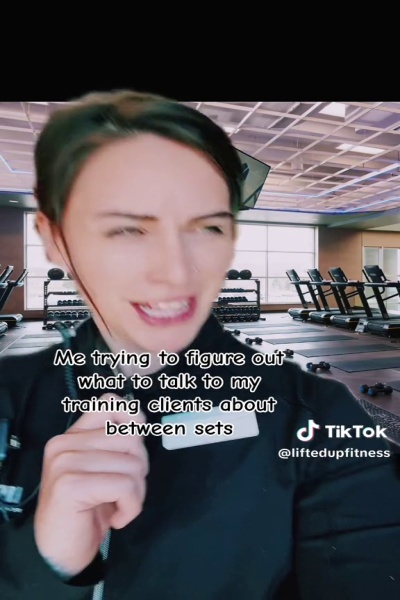 Me trying to figure out
what to talk to my
training clients about
between sets
TikTok
@liftedupfitness